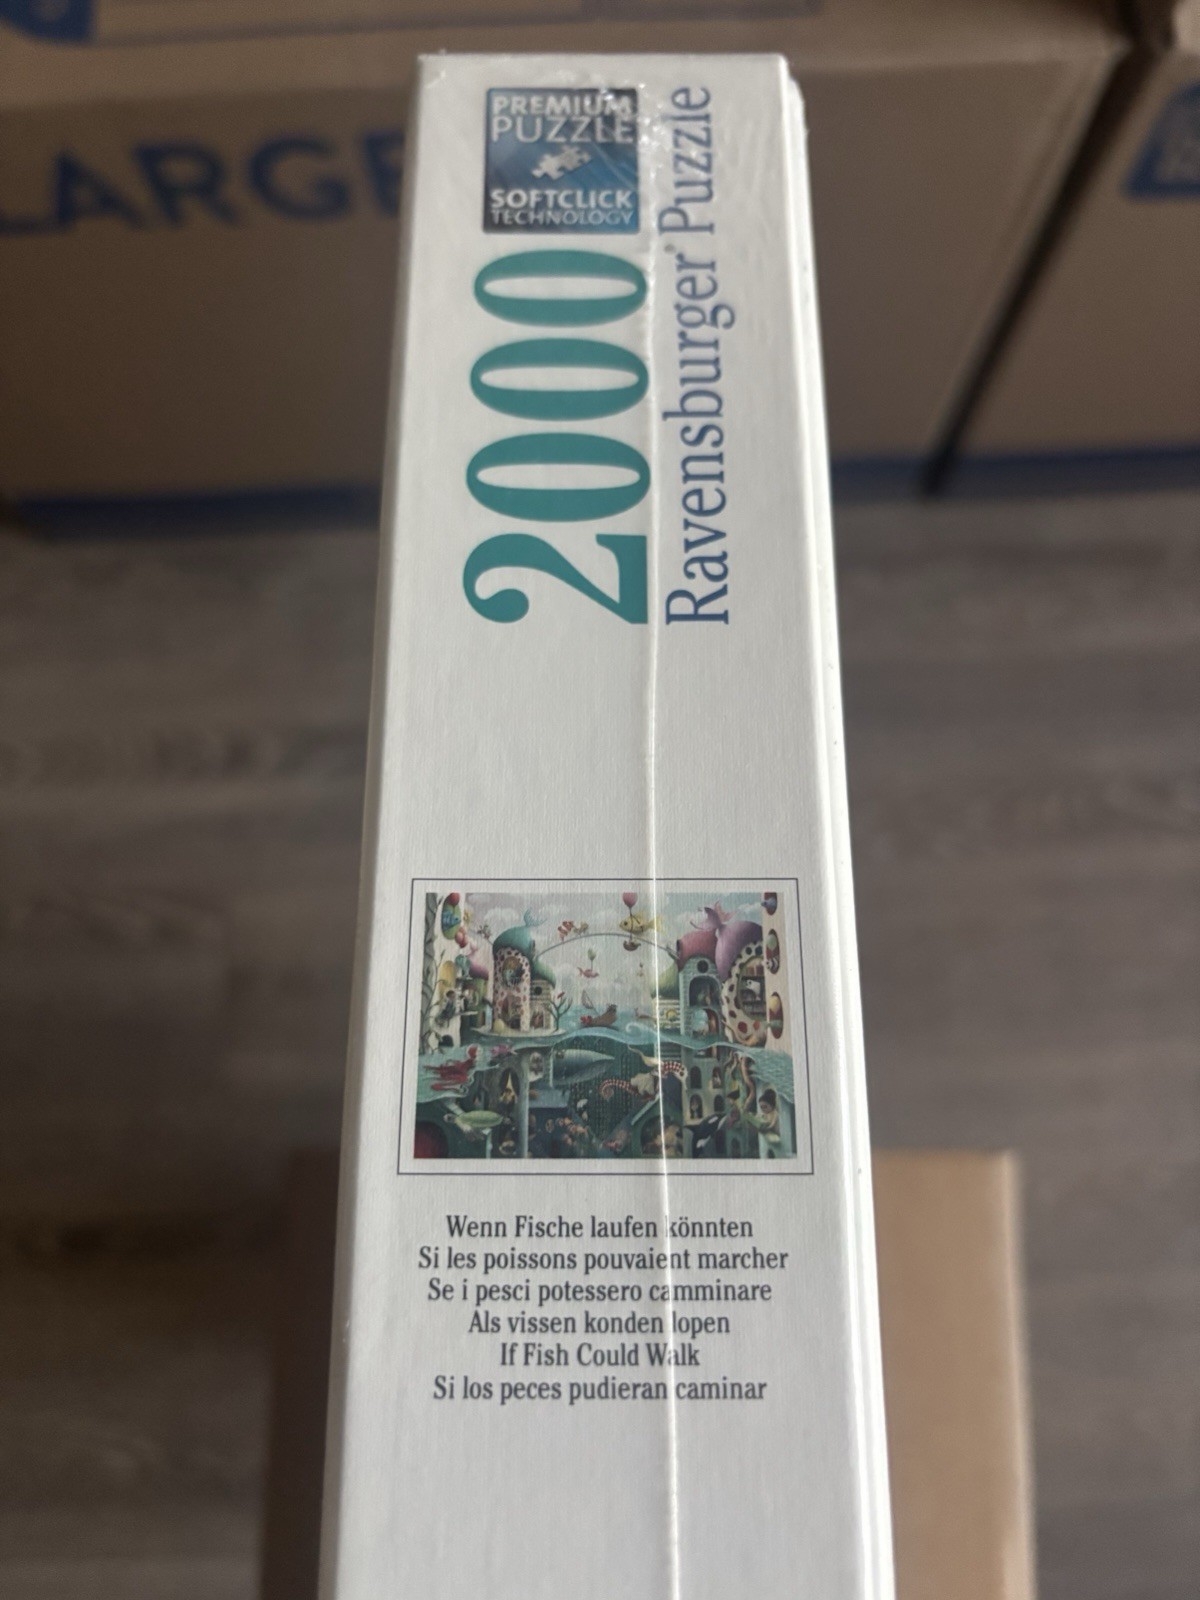 LARGE
PREMIUM
PUZZLE
SOFTCLICK
TECHNOLOGY
2000
Ravensburger® Puzzle
Wenn Fische laufen könnten
Si les poissons pouvaient marcher
Se i pesci potessero camminare
Als vissen konden lopen
If Fish Could Walk
Si los peces pudieran caminar